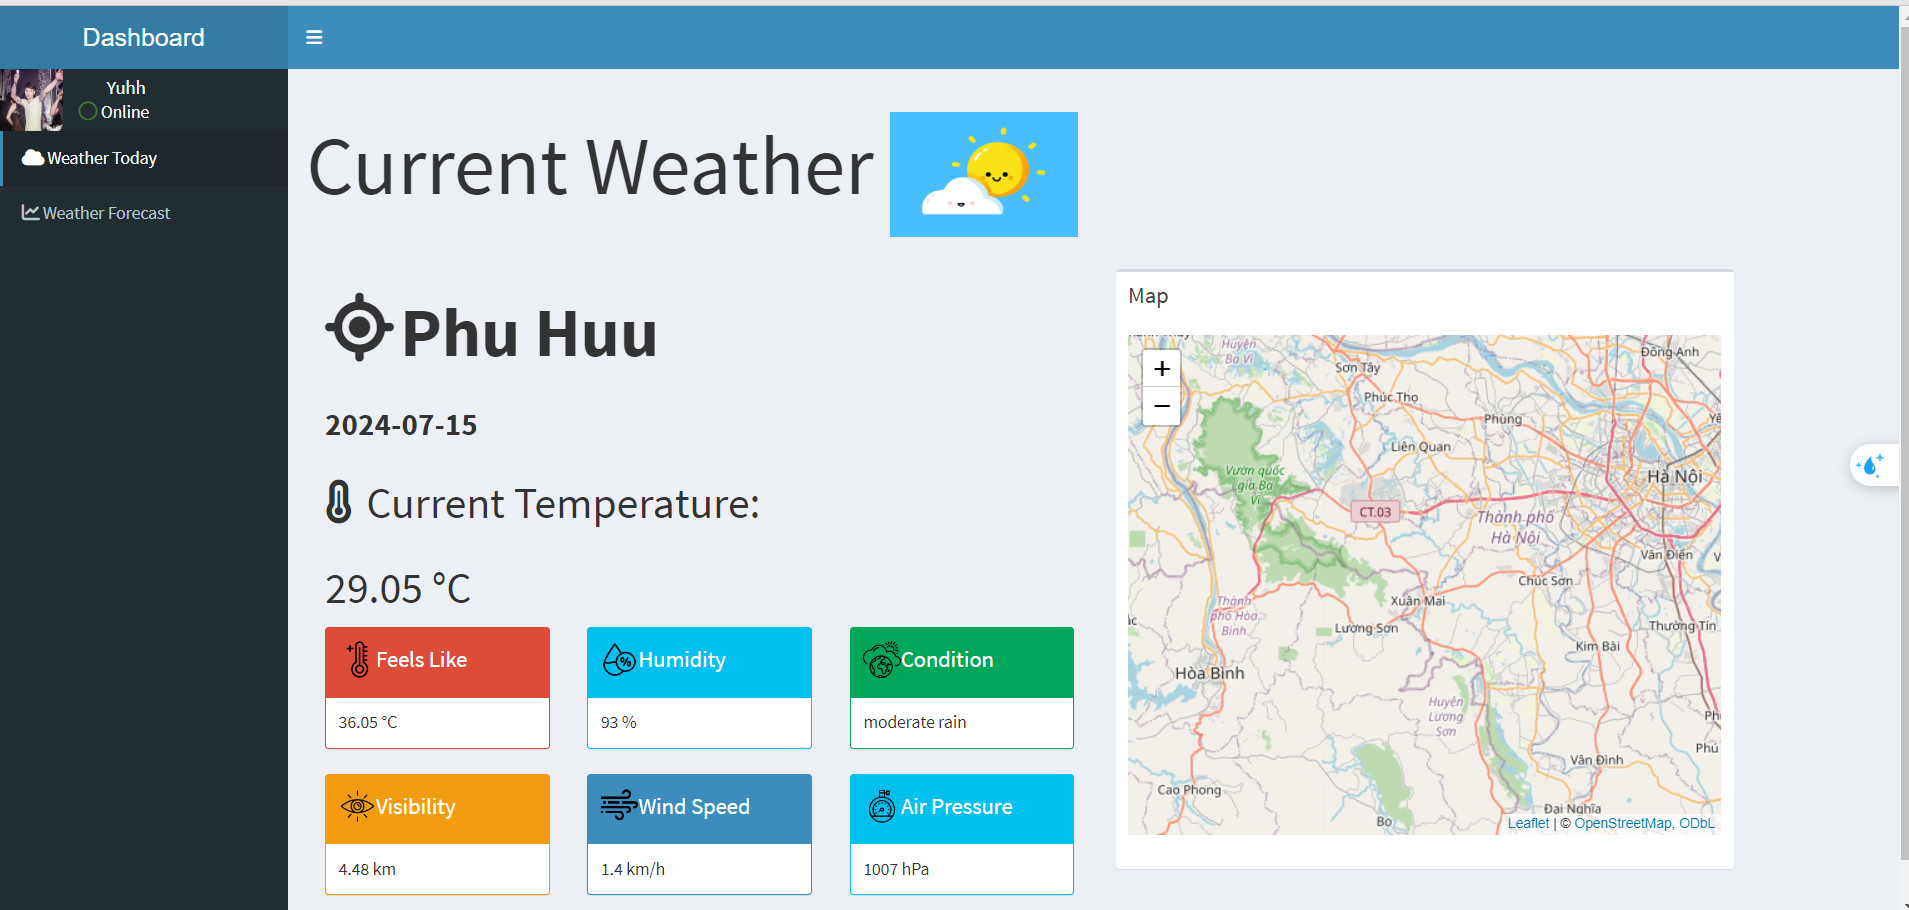 Dashboard
Yuhh
Online
Weather Today
Weather Forecast
Current Weather
Phu Huu
2024-07-15
Current Temperature:
29.05 °C
Feels Like
36.05 °C
Humidity
93 %
Condition
moderate rain
Visibility
4.48 km
Wind Speed
1.4 km/h
Air Pressure
1007 hPa
Map
+
−
Huyện
Ba Vì
Sơn Tây
Đông Anh
Phúc Thọ
Phùng
Liên Quan
Vườn quốc
gia Ba
Vì
Hà Nội
CT.03
Thành phố
Hà Nội
Văn Điển
Chúc Sơn
Xuân Mai
Thành
phố Hòa
Bình
Lương Sơn
Thường Tín
Kim Bài
Hòa Bình
Huyện
Lương
Sơn
Vân Đình
Cao Phong
Đại Nghĩa
Bo
Leaflet | © OpenStreetMap, ODbL